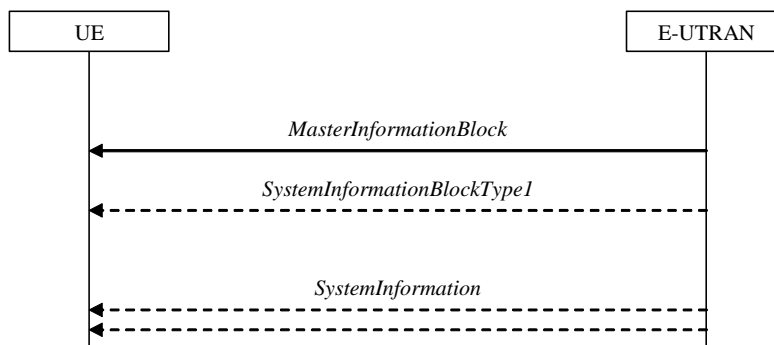 UE
E-UTRAN
MasterInformationBlock
SystemInformationBlockType1
SystemInformation